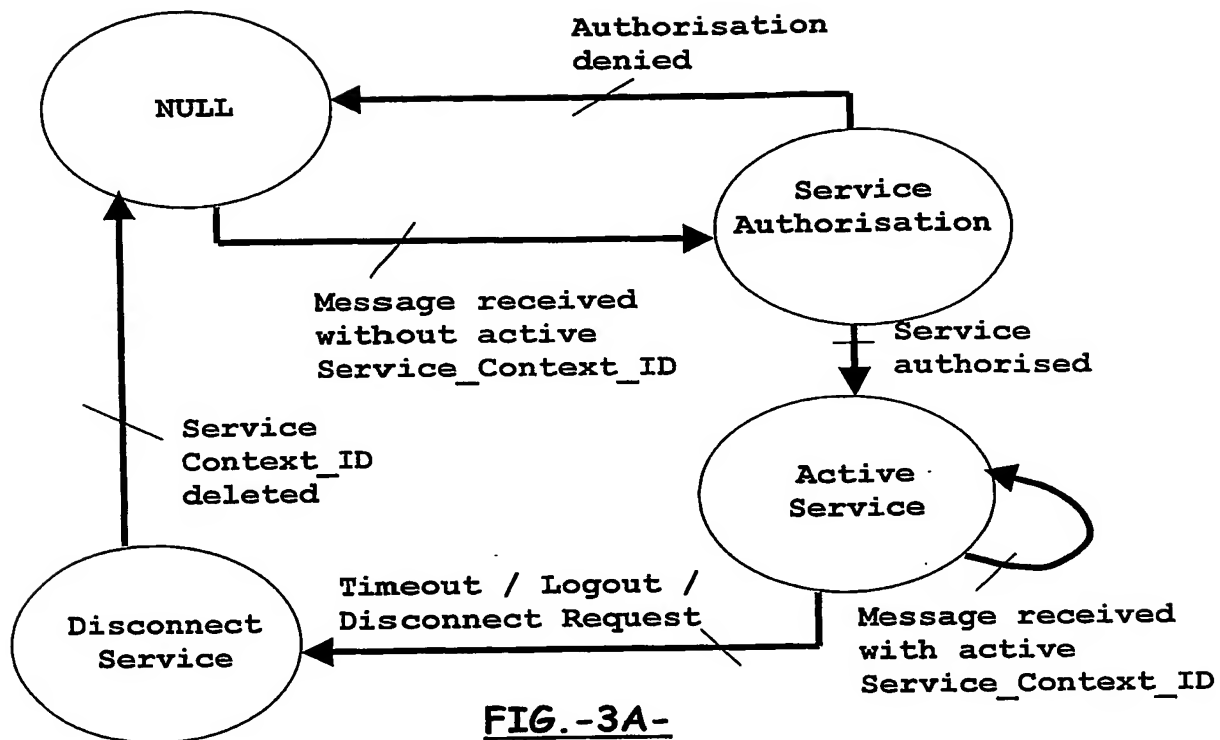 Authorisation
denied
NULL
Service
Authorisation
Message received
without active
Service_Context_ID
Service
authorised
Service
Context_ID
deleted
Active
Service
Timeout / Logout /
Disconnect Request
Disconnect
Service
Message received
with active
Service_Context_ID
FIG.-3A-